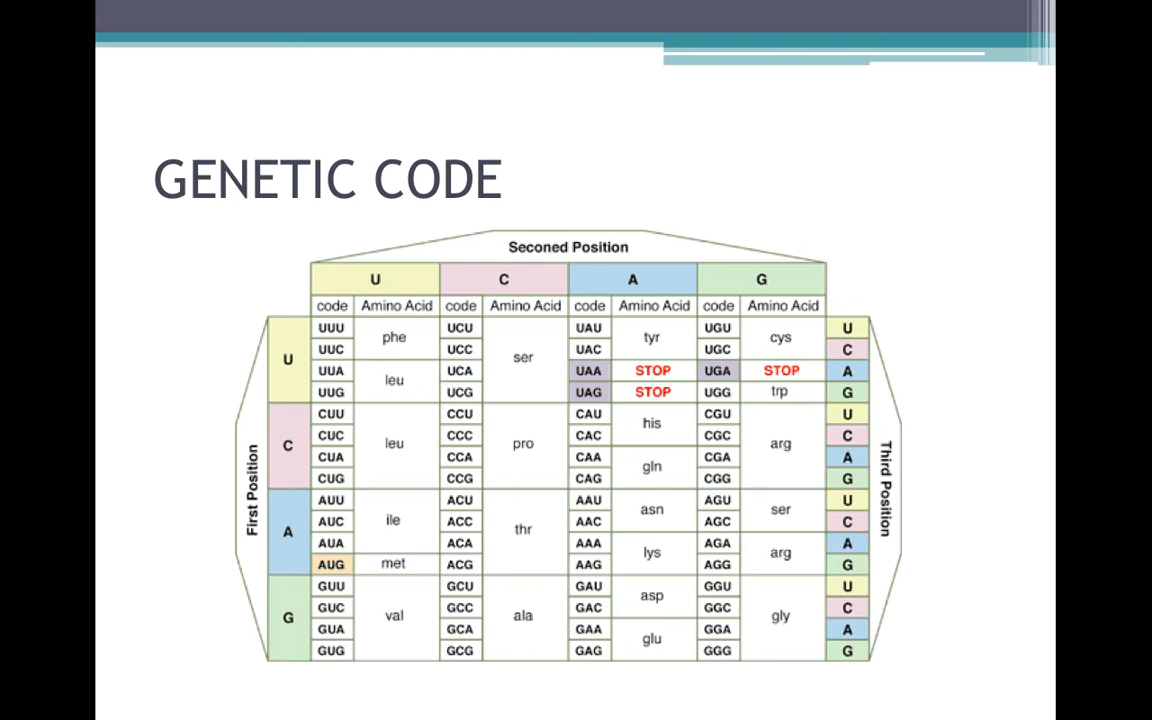 GENETIC CODE
Seconed Position
U C A G
code Amino Acid code Amino Acid code Amino Acid code Amino Acid
First Position
Third Position
U UUU phe UCU ser UAU tyr UGU cys U
UUC UCC UAC UGC C
UUA leu UCA UAA STOP UGA STOP A
UUG UCG UAG STOP UGG trp G
C CUU leu CCU pro CAU his CGU arg U
CUC CCC CAC CGC C
CUA CCA CAA gln CGA A
CUG CCG CAG CGG G
A AUU ile ACU thr AAU asn AGU ser U
AUC ACC AAC AGC C
AUA ACA AAA lys AGA arg A
AUG met ACG AAG AGG G
G GUU val GCU ala GAU asp GGU gly U
GUC GCC GAC GGC C
GUA GCA GAA glu GGA A
GUG GCG GAG GGG G